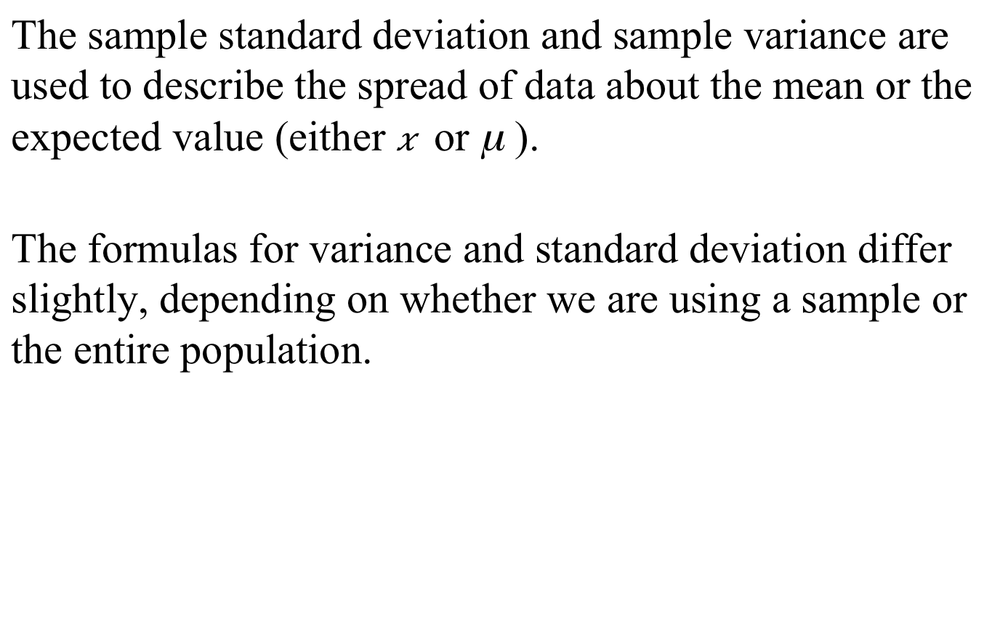 The sample standard deviation and sample variance are
used to describe the spread of data about the mean or the
expected value (either x or μ ).
The formulas for variance and standard deviation differ
slightly, depending on whether we are using a sample or
the entire population.